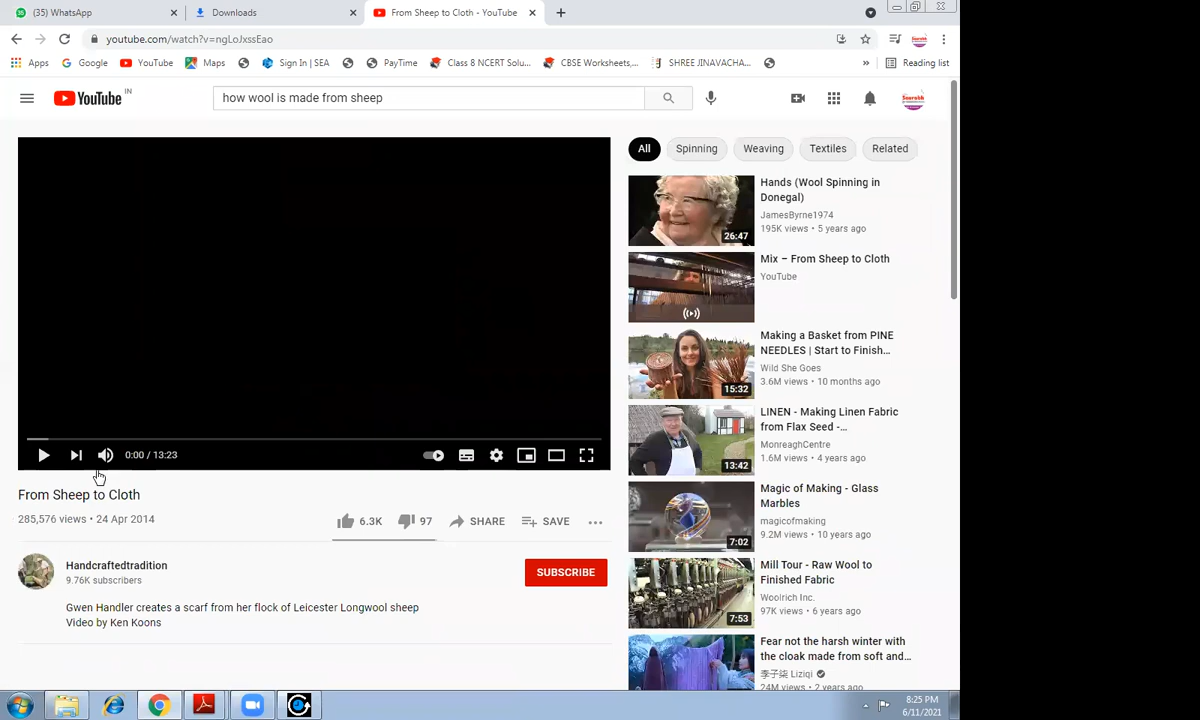 (35) WhatsApp
Downloads
From Sheep to Cloth - YouTube
youtube.com/watch?v=ngLoJxssEao
Apps
Google
YouTube
Maps
Sign In | SEA
PayTime
Class 8 NCERT Solu...
CBSE Worksheets,...
SHREE JINAVACHA...
»
Reading list
YouTube IN
how wool is made from sheep
All
Spinning
Weaving
Textiles
Related
Hands (Wool Spinning in
Donegal)
JamesByrne1974
195K views • 5 years ago
26:47
Mix – From Sheep to Cloth
YouTube
Making a Basket from PINE
NEEDLES | Start to Finish...
Wild She Goes
3.6M views • 10 months ago
15:32
LINEN - Making Linen Fabric
from Flax Seed -...
MonreaghCentre
1.6M views • 4 years ago
13:42
Magic of Making - Glass
Marbles
magicofmaking
9.2M views • 10 years ago
7:02
Mill Tour - Raw Wool to
Finished Fabric
Woolrich Inc.
97K views • 6 years ago
7:53
Fear not the harsh winter with
the cloak made from soft and...
李子柒 Liziqi
24M views • 2 years ago
0:00 / 13:23
From Sheep to Cloth
285,576 views • 24 Apr 2014
6.3K
97
SHARE
SAVE
Handcraftedtradition
9.76K subscribers
SUBSCRIBE
Gwen Handler creates a scarf from her flock of Leicester Longwool sheep
Video by Ken Koons
8:25 PM
6/11/2021